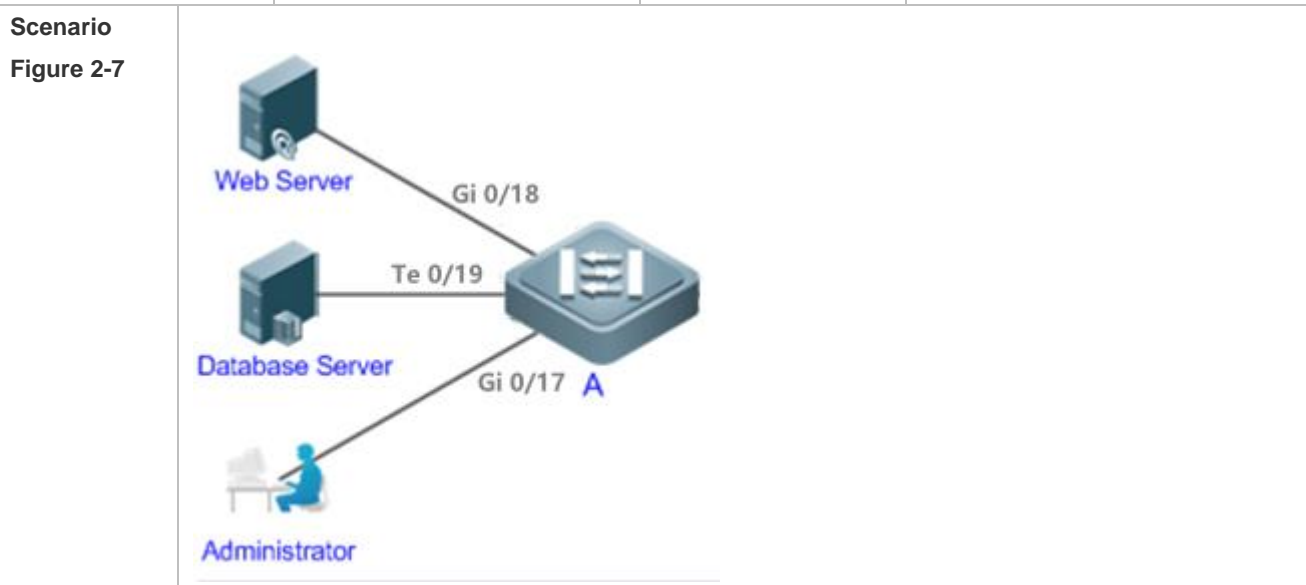 Scenario
Figure 2-7
Web Server
Gi 0/18
Te 0/19
Database Server
Gi 0/17
A
Administrator